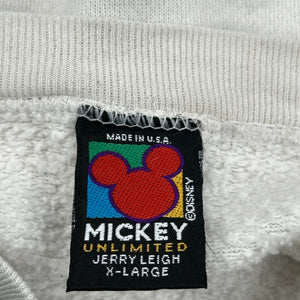 MADE IN U.S.A.
©DISNEY
MICKEY
UNLIMITED
JERRY LEIGH
X-LARGE